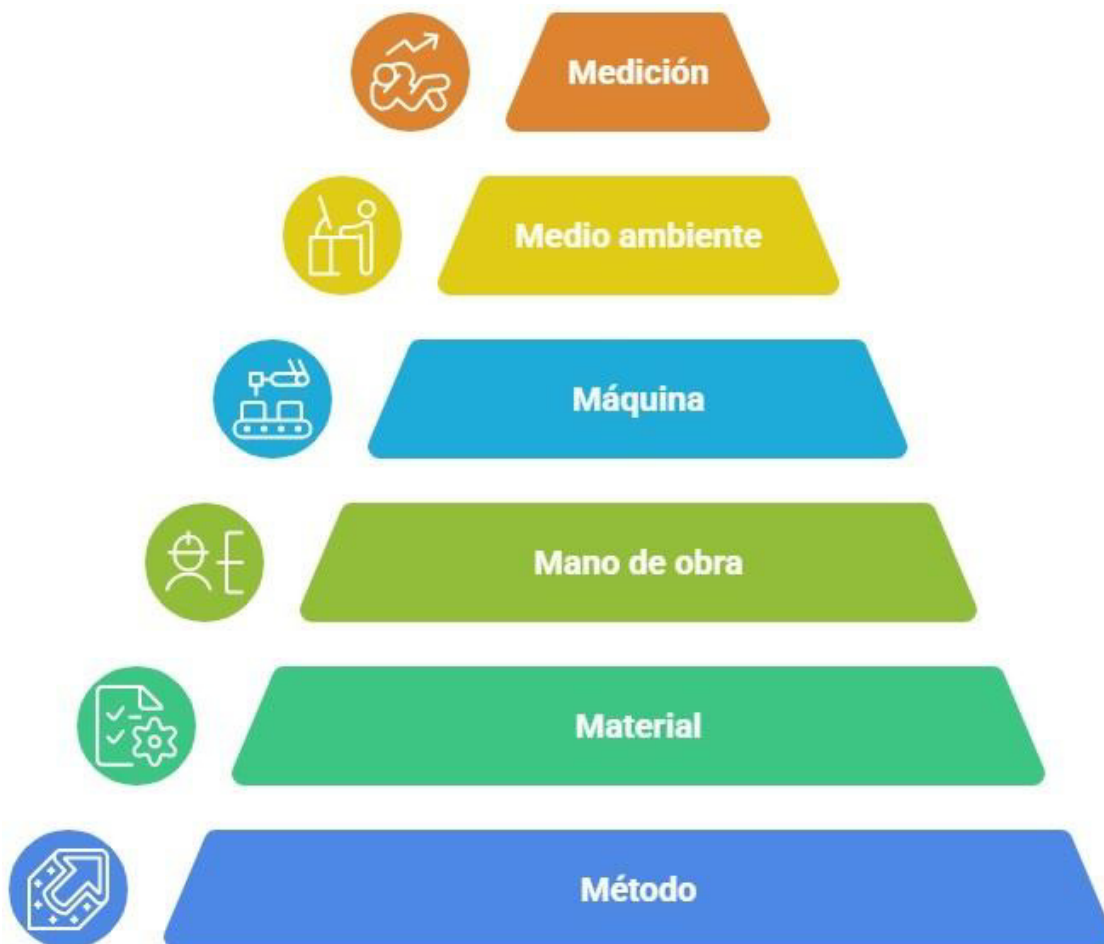 Medición
Medio ambiente
Máquina
Mano de obra
Material
Método